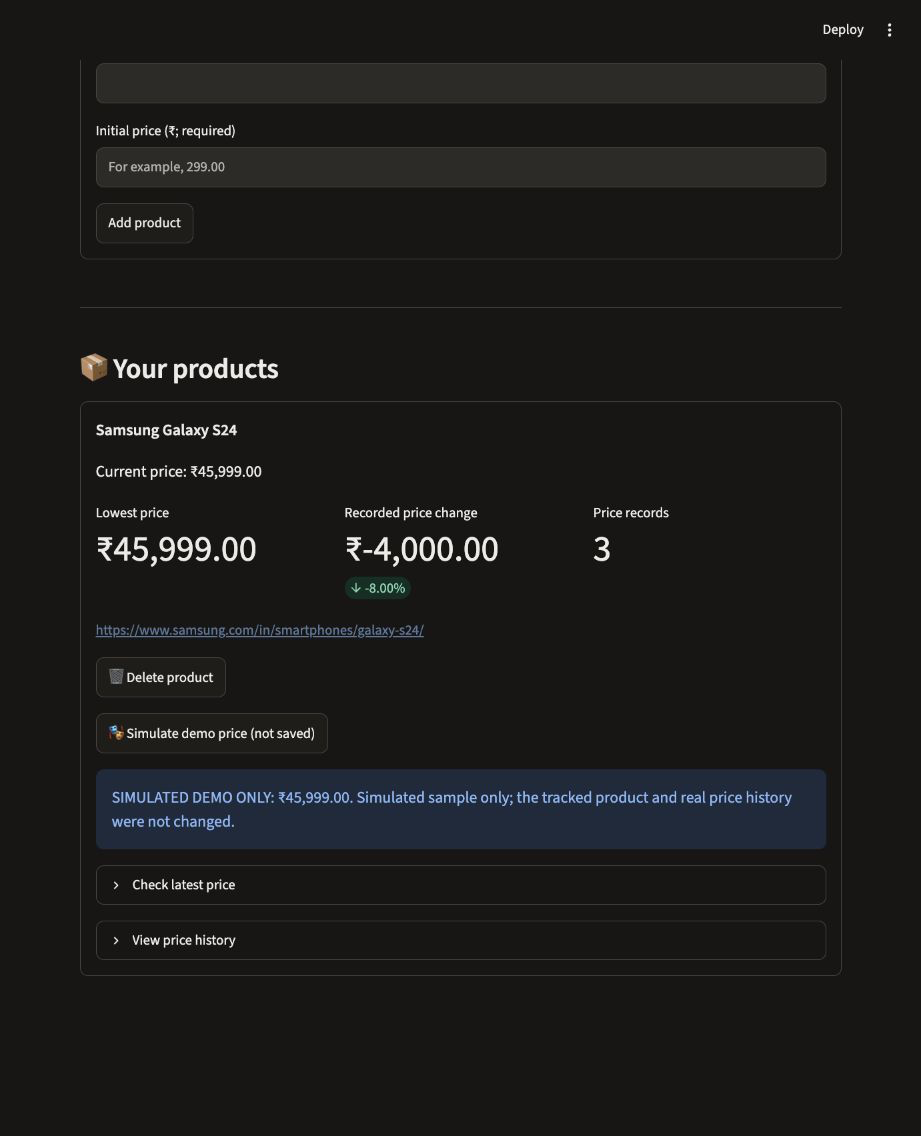 Deploy
Initial price (₹; required)
For example, 299.00
Add product
Your products
Samsung Galaxy S24
Current price: ₹45,999.00
Lowest price
Recorded price change
Price records
₹45,999.00
₹-4,000.00
3
-8.00%
https://www.samsung.com/in/smartphones/galaxy-s24/
Delete product
Simulate demo price (not saved)
SIMULATED DEMO ONLY: ₹45,999.00. Simulated sample only; the tracked product and real price history
were not changed.
Check latest price
View price history